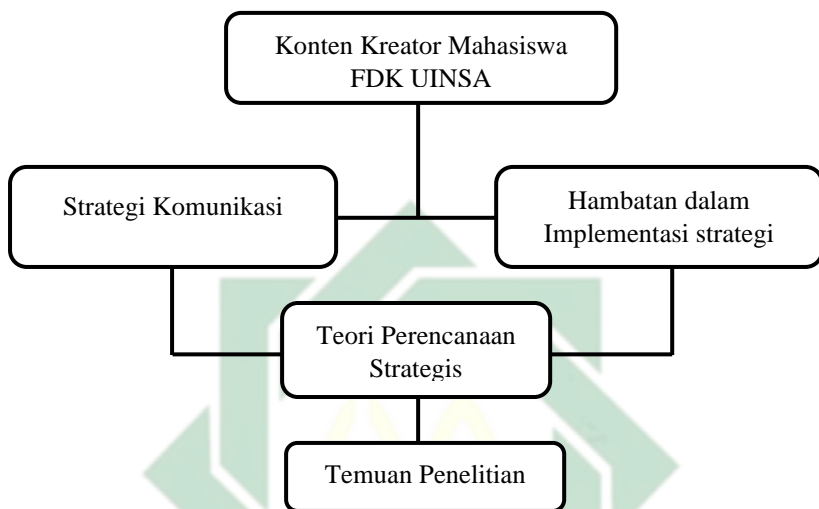 Konten Kreator Mahasiswa
FDK UINSA
Strategi Komunikasi
Hambatan dalam
Implementasi strategi
Teori Perencanaan
Strategis
Temuan Penelitian